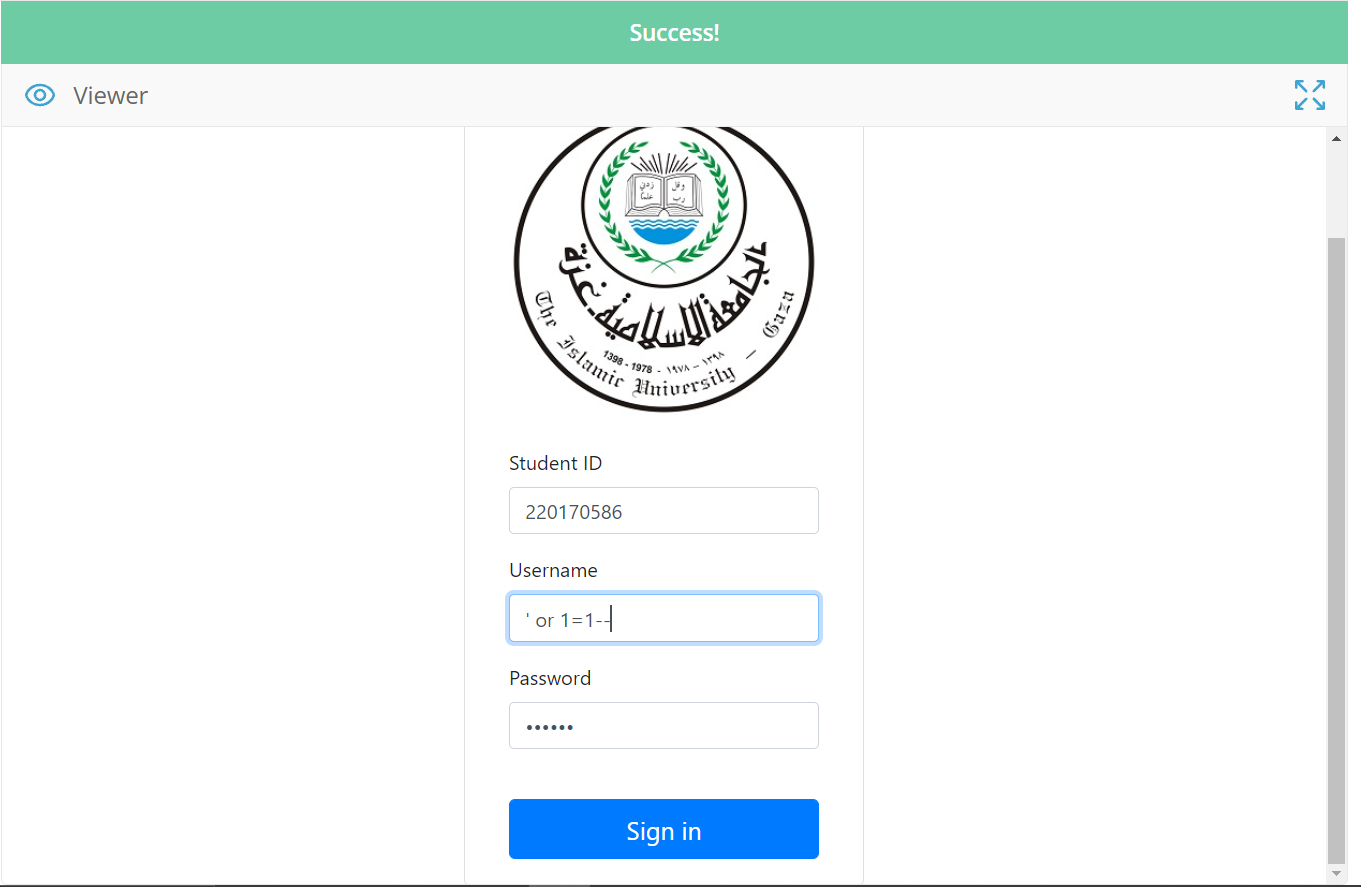 Success!
Viewer
وقل
رب
زدني
علما
الجامعة الإسلامية - غزة
1398 - 1978 - ١٩٧٨ - ١٣٩٨
The Islamic University — Gaza
Student ID
220170586
Username
' or 1=1--
Password
••••••
Sign in